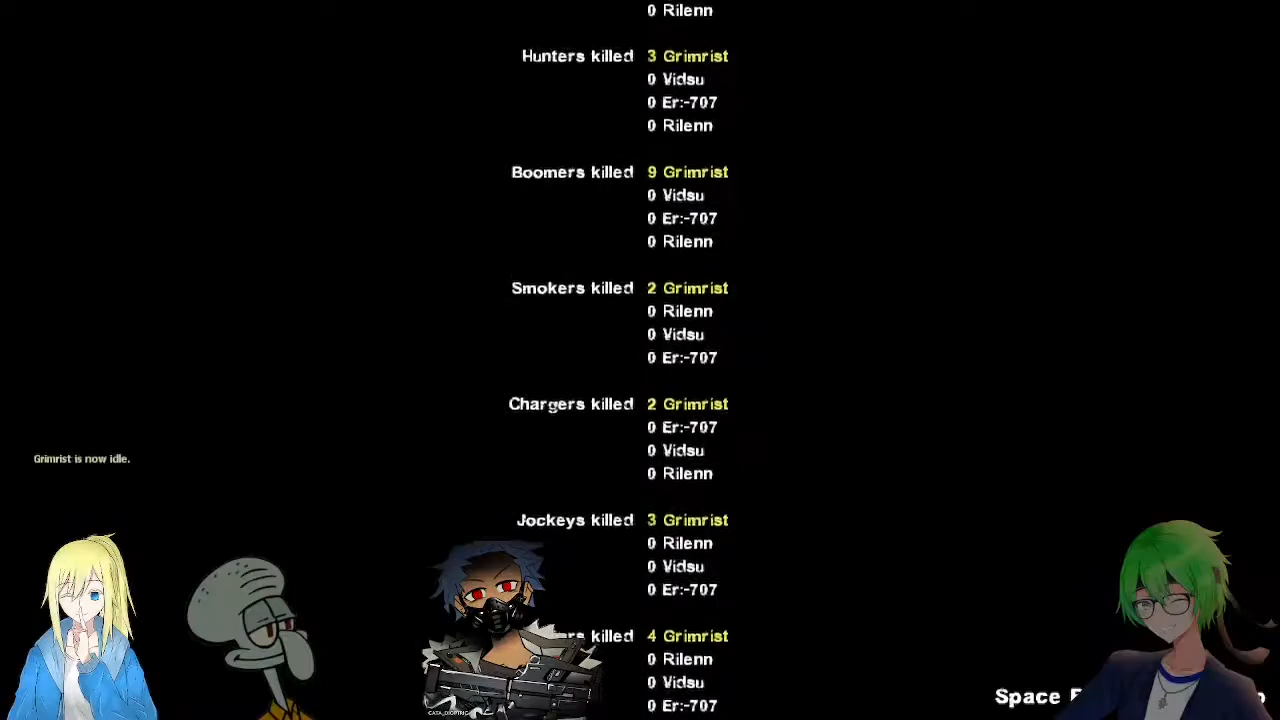 0 Rilenn
Hunters killed 3 Grimrist
0 Vidsu
0 Er:-707
0 Rilenn
Boomers killed 9 Grimrist
0 Vidsu
0 Er:-707
0 Rilenn
Smokers killed 2 Grimrist
0 Rilenn
0 Vidsu
0 Er:-707
Chargers killed 2 Grimrist
0 Er:-707
0 Vidsu
0 Rilenn
Grimrist is now idle.
Jockeys killed 3 Grimrist
0 Rilenn
0 Vidsu
0 Er:-707
killed 4 Grimrist
0 Rilenn
0 Vidsu
0 Er:-707
Space
CATA_DIOPTRIC